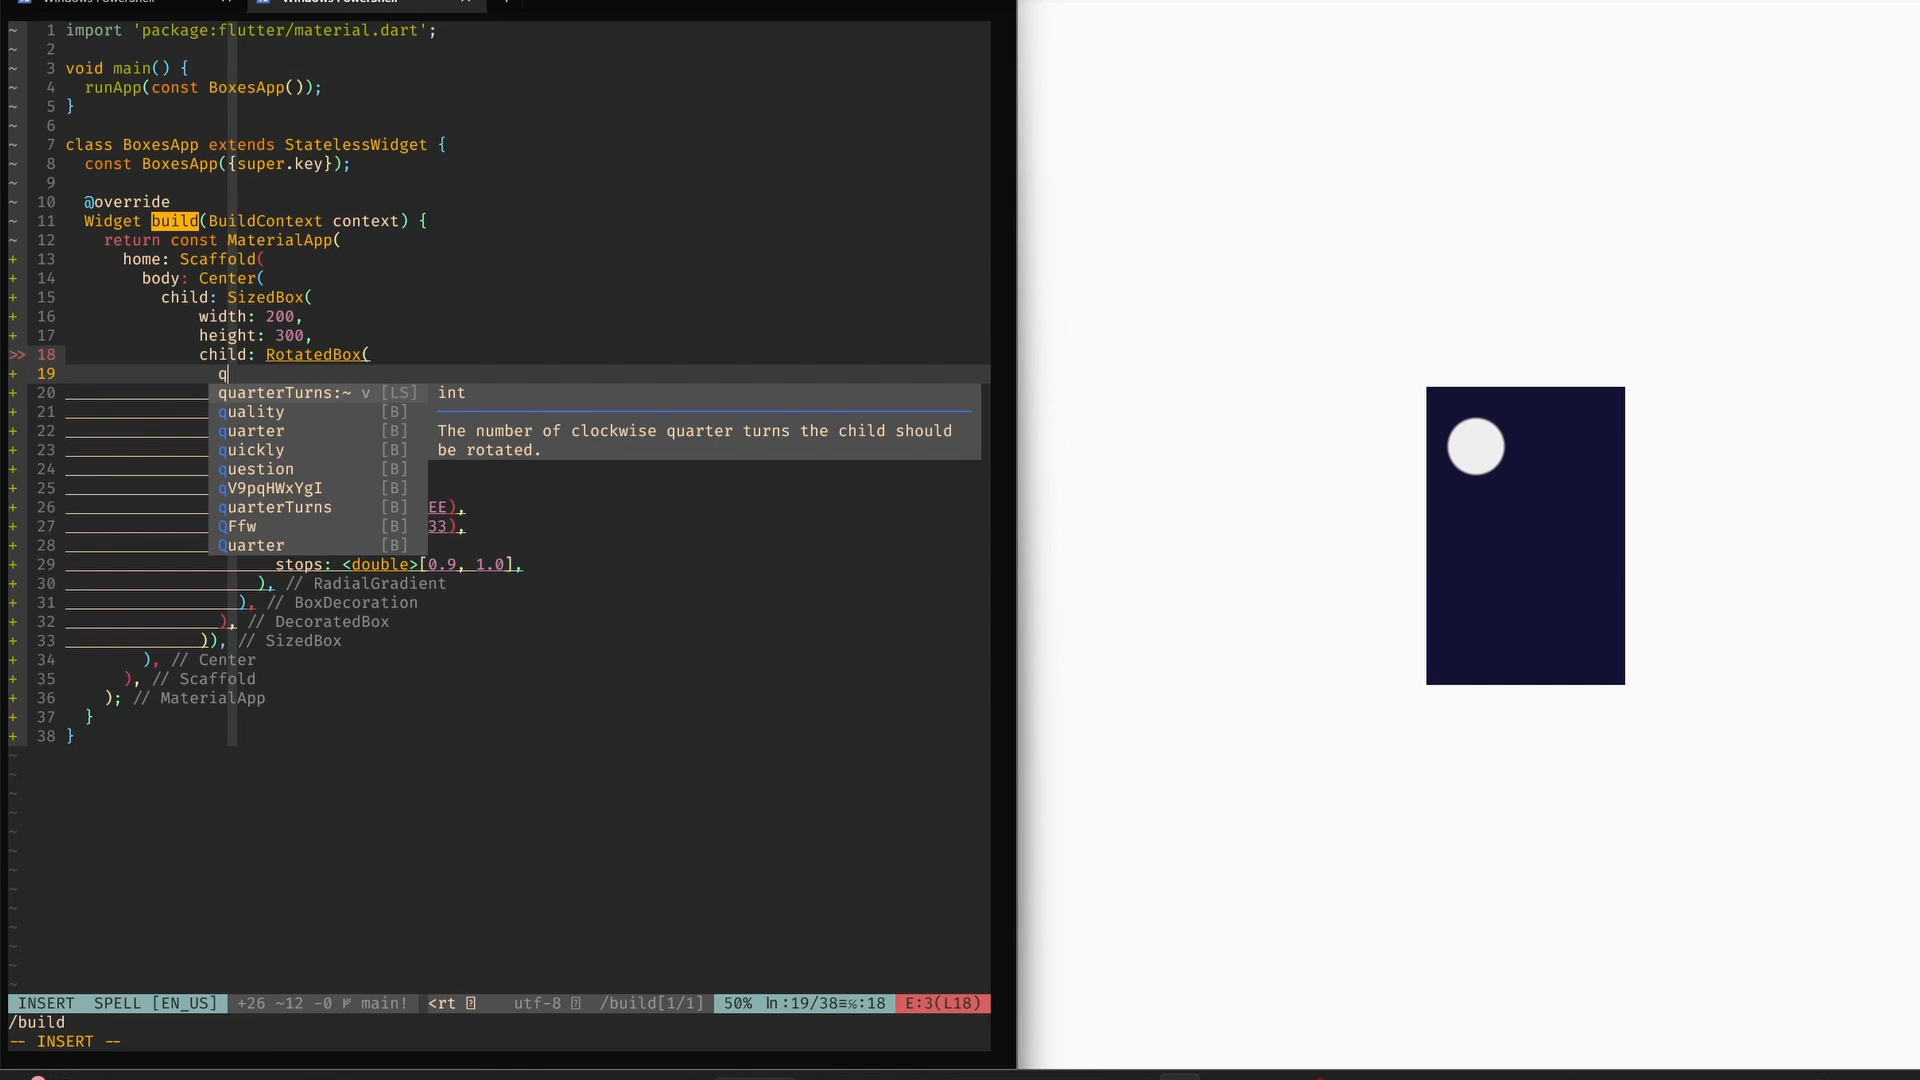 1 import 'package:flutter/material.dart';
2
3 void main() {
4 runApp(const BoxesApp());
5 }
6
7 class BoxesApp extends StatelessWidget {
8 const BoxesApp({super.key});
9
10 @override
11 Widget build(BuildContext context) {
12 return const MaterialApp(
13 home: Scaffold(
14 body: Center(
15 child: SizedBox(
16 width: 200,
17 height: 300,
>> 18 child: RotatedBox(
19 q
20 quarterTurns:~ v [LS] int
21 quality [B]
22 quarter [B] The number of clockwise quarter turns the child should
23 quickly [B] be rotated.
24 question [B]
25 qV9pqHWxYgI [B]
26 quarterTurns [B] EE),
27 QFfw [B] 33),
28 Quarter [B]
29 stops: <double>[0.9, 1.0],
30 ), // RadialGradient
31 ), // BoxDecoration
32 ), // DecoratedBox
33 )), // SizedBox
34 ), // Center
35 ), // Scaffold
36 ); // MaterialApp
37 }
38 }
INSERT SPELL [EN_US] +26 ~12 -0 main! <rt utf-8 /build[1/1] 50% ln:19/38≡%:18 E:3(L18)
/build
-- INSERT --